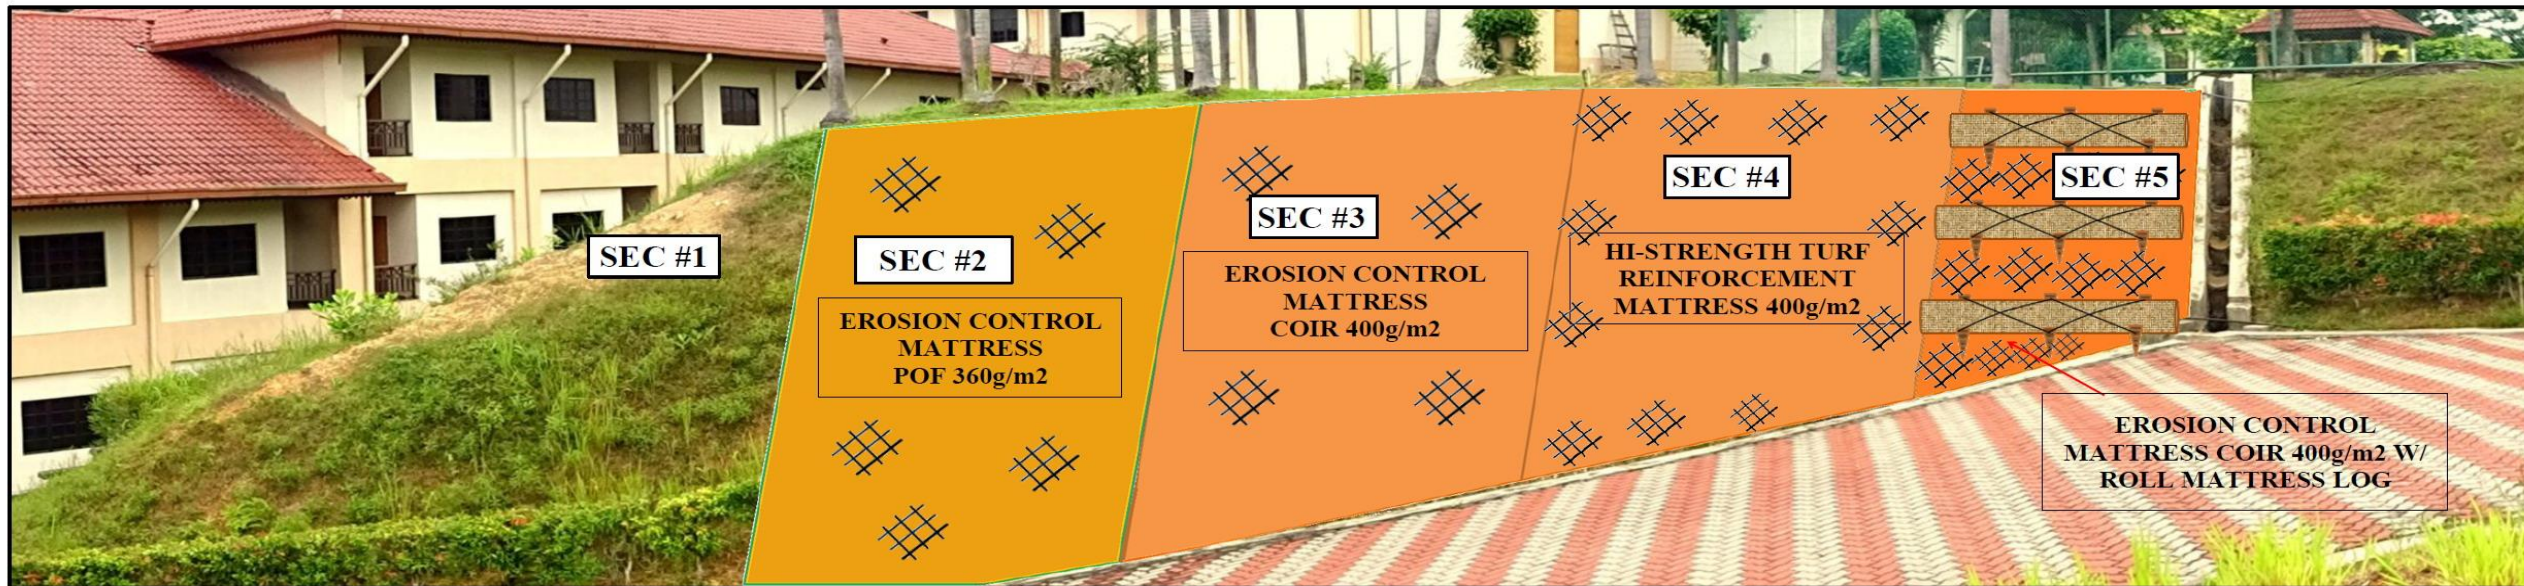 SEC #1
SEC #2
EROSION CONTROL
MATTRESS
POF 360g/m2
SEC #3
EROSION CONTROL
MATTRESS
COIR 400g/m2
SEC #4
HI-STRENGTH TURF
REINFORCEMENT
MATTRESS 400g/m2
SEC #5
EROSION CONTROL
MATTRESS COIR 400g/m2 W/
ROLL MATTRESS LOG